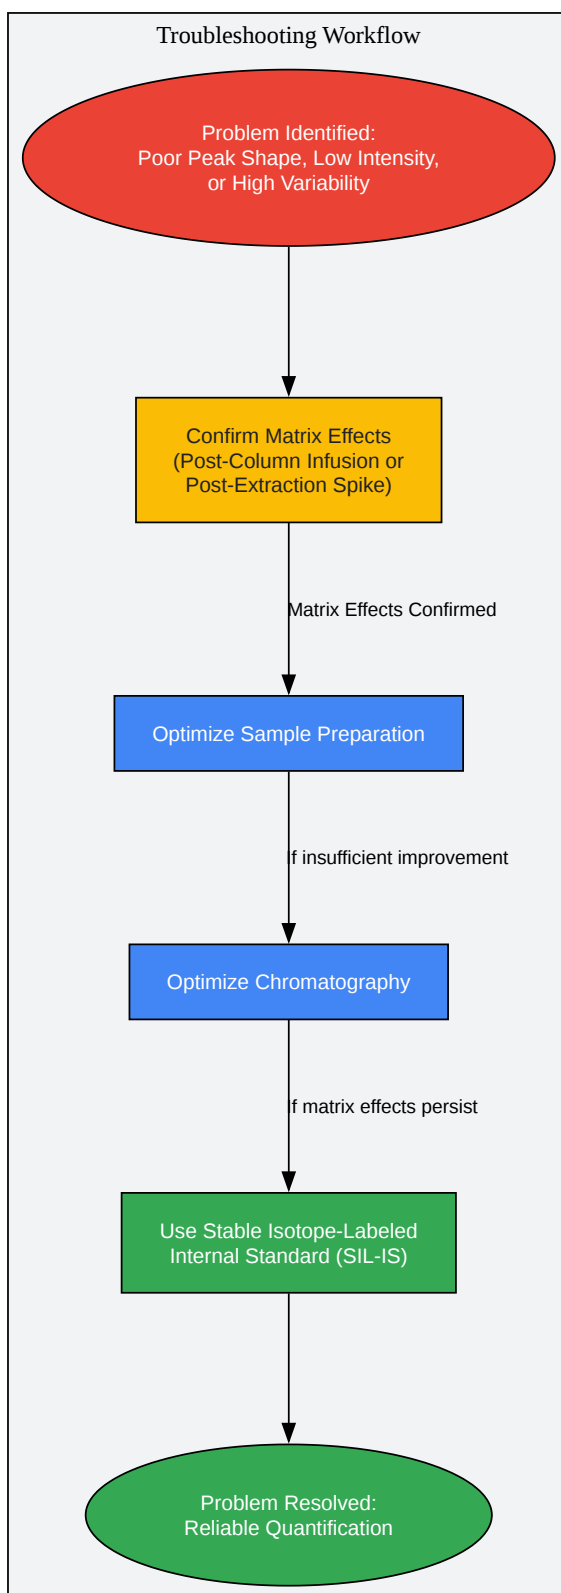 Troubleshooting Workflow
Problem Identified:
Poor Peak Shape, Low Intensity,
or High Variability
Confirm Matrix Effects
(Post-Column Infusion or
Post-Extraction Spike)
Matrix Effects Confirmed
Optimize Sample Preparation
If insufficient improvement
Optimize Chromatography
If matrix effects persist
Use Stable Isotope-Labeled
Internal Standard (SIL-IS)
Problem Resolved:
Reliable Quantification